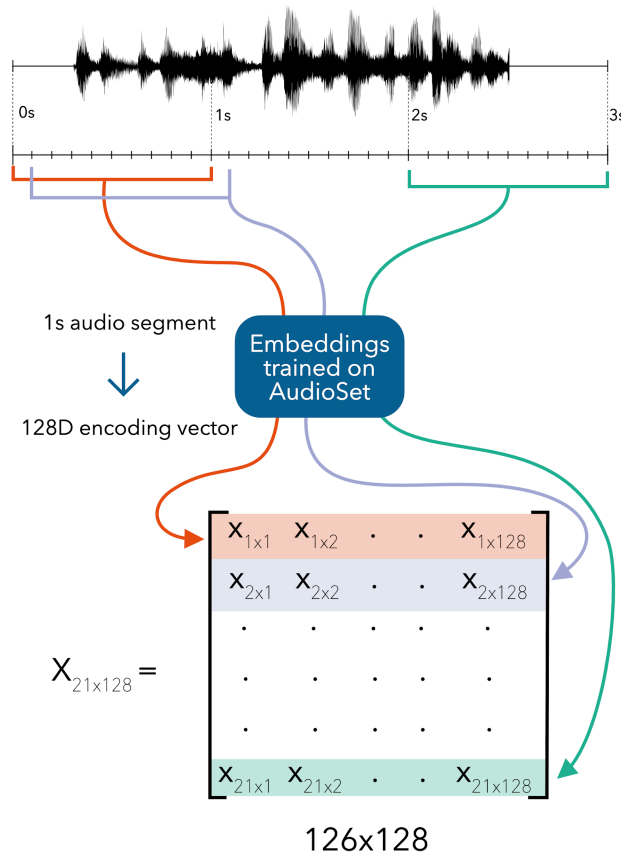 0s 1s 2s 3s
1s audio segment
128D encoding vector
Embeddings
trained on
AudioSet
X1x1 X1x2 . . X1x128
X2x1 X2x2 . . X2x128
. . . . .
. . . . .
. . . . .
X21x128 =
X21x1 X21x2 . . X21x128
126x128